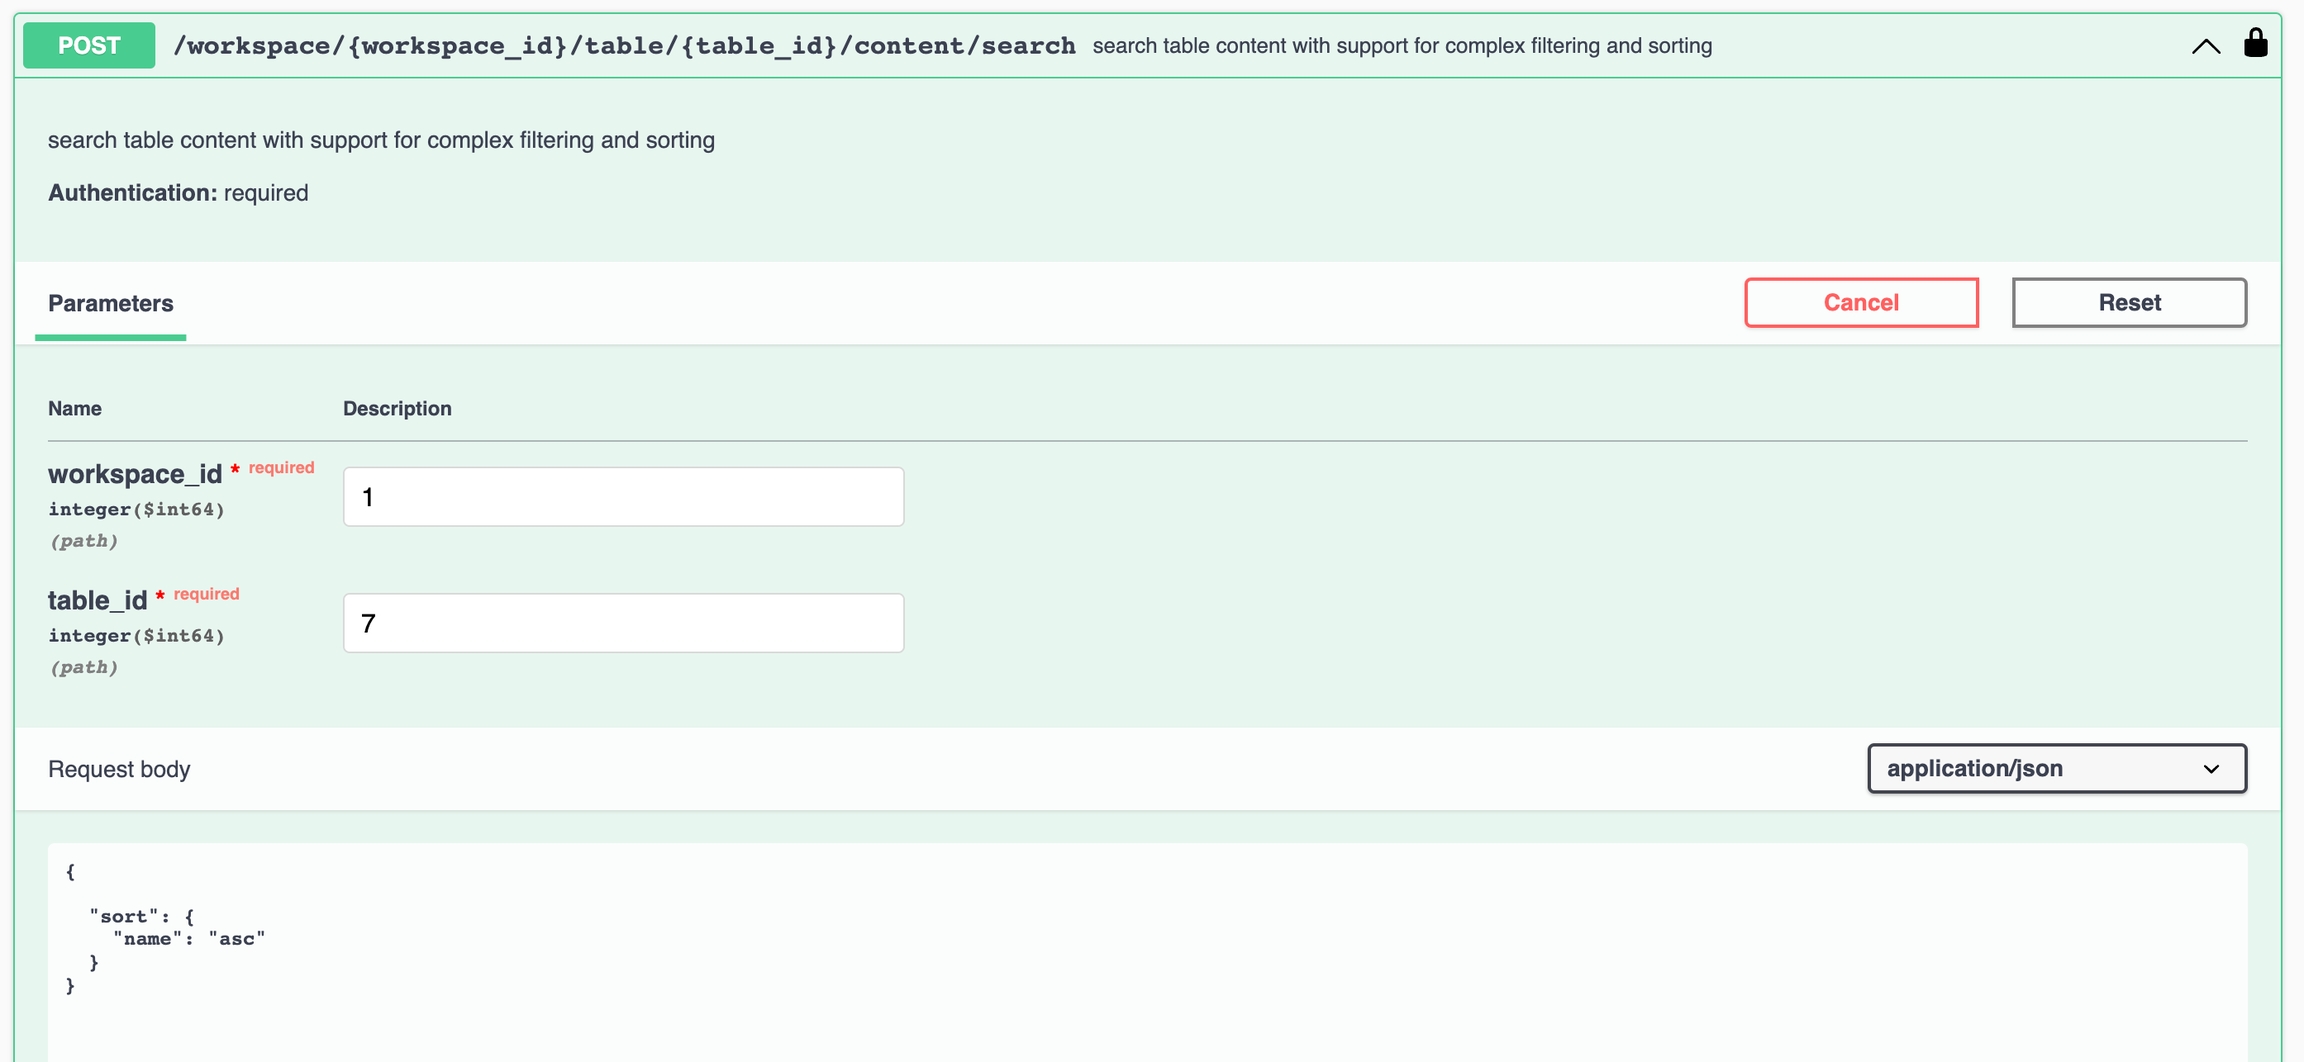 POST /workspace/{workspace_id}/table/{table_id}/content/search search table content with support for complex filtering and sorting
search table content with support for complex filtering and sorting
Authentication: required
Parameters Cancel Reset
Name Description
workspace_id * required
integer($int64)
(path)
1
table_id * required
integer($int64)
(path)
7
Request body application/json
{
"sort": {
"name": "asc"
}
}